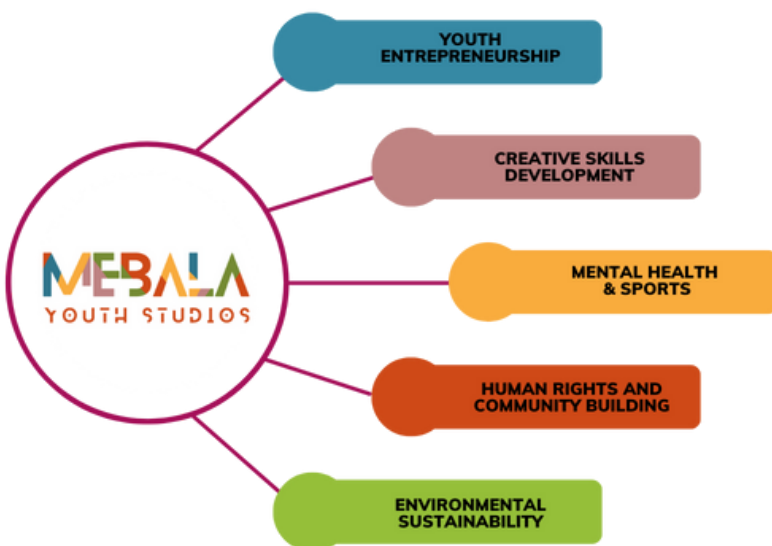 YOUTH
ENTREPRENEURSHIP
CREATIVE SKILLS
DEVELOPMENT
MEBALA
YOUTH STUDIOS
MENTAL HEALTH
& SPORTS
HUMAN RIGHTS AND
COMMUNITY BUILDING
ENVIRONMENTAL
SUSTAINABILITY